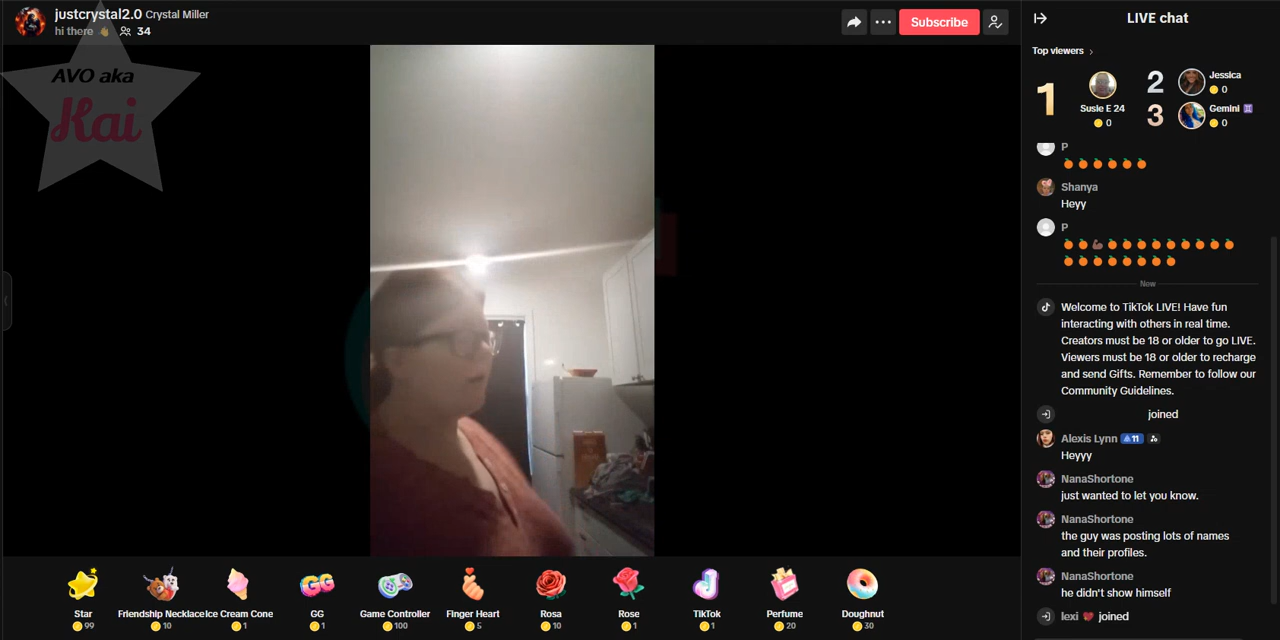 justcrystal2.0 Crystal Miller
hi there 👋 34
Subscribe
LIVE chat
AVO aka
Kai
Top viewers
1
Susie E 24
0
2
Jessica
0
3
Gemini ♊
0
P
🍊🍊🍊🍊🍊🍊
Shanya
Heyy
P
🍊🍊💪🏿🍊🍊🍊🍊🍊🍊🍊🍊🍊
🍊🍊🍊🍊🍊🍊🍊🍊
New
Welcome to TikTok LIVE! Have fun
interacting with others in real time.
Creators must be 18 or older to go LIVE.
Viewers must be 18 or older to recharge
and send Gifts. Remember to follow our
Community Guidelines.
joined
Alexis Lynn 11
Heyyy
NanaShortone
just wanted to let you know.
NanaShortone
the guy was posting lots of names
and their profiles.
NanaShortone
he didn't show himself
lexi ❤️ joined
Star
99
Friendship Necklace
10
Ice Cream Cone
1
GG
1
Game Controller
100
Finger Heart
5
Rosa
10
Rose
1
TikTok
1
Perfume
20
Doughnut
30